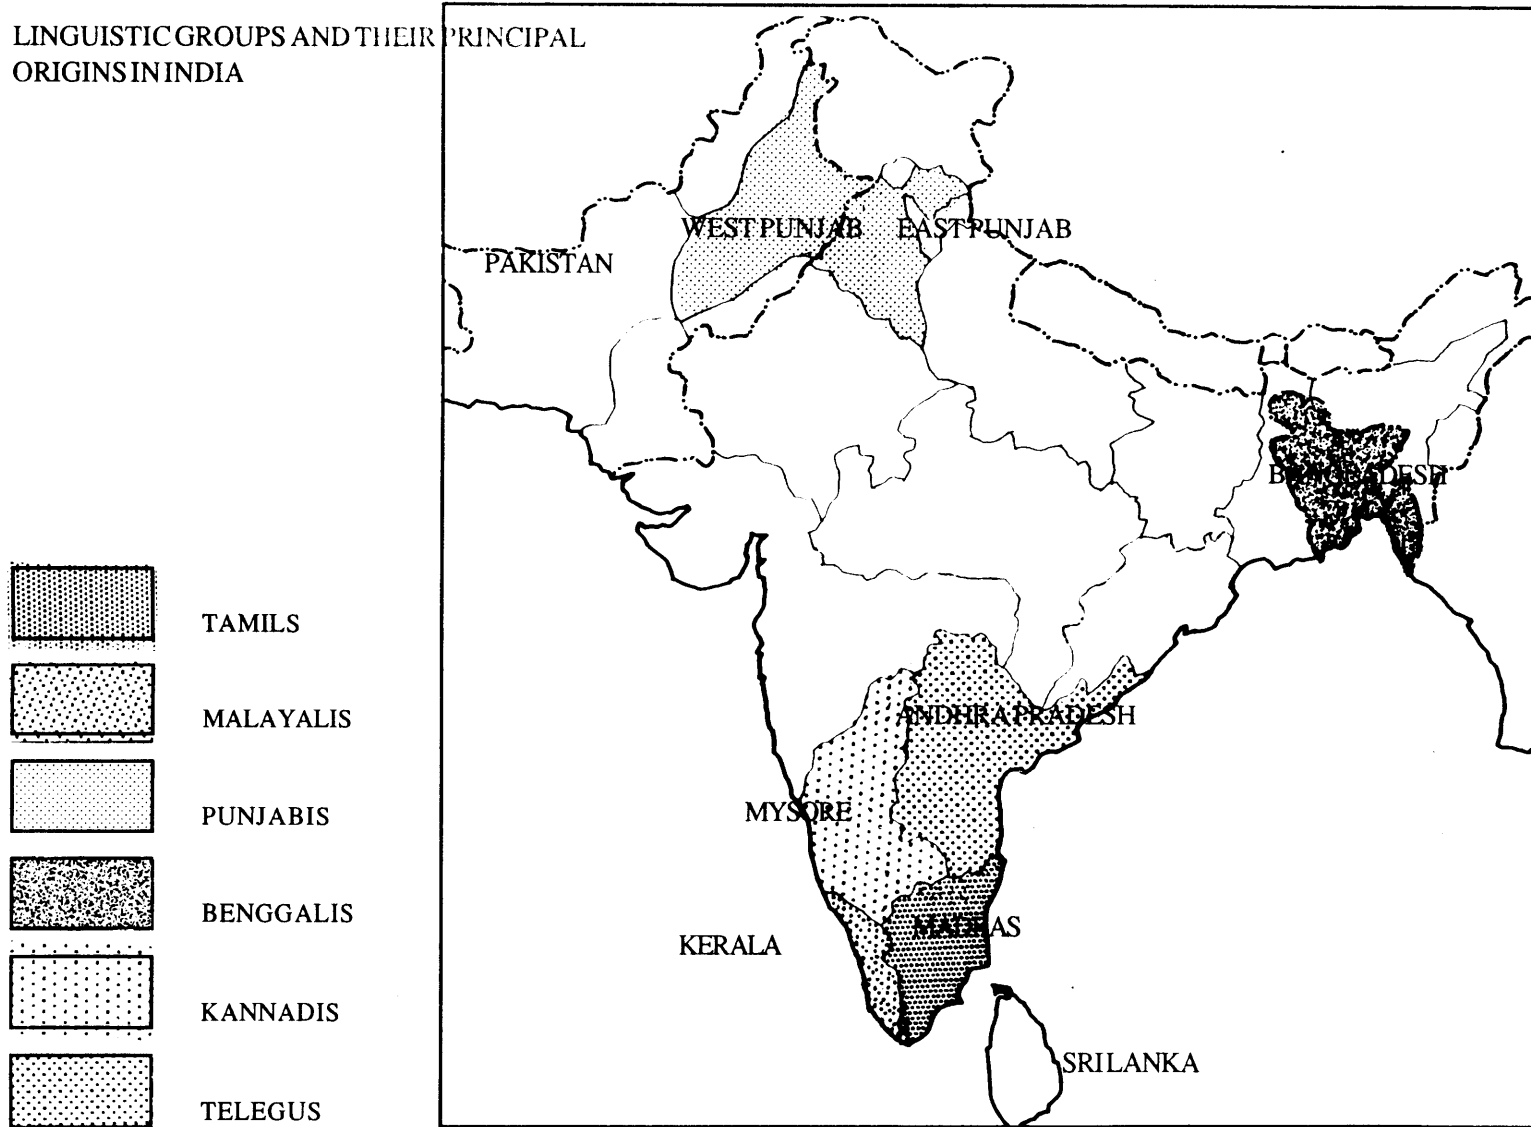 LINGUISTIC GROUPS AND THEIR PRINCIPAL
ORIGINS IN INDIA
WEST PUNJAB
EAST PUNJAB
PAKISTAN
BANGLADESH
TAMILS
MALAYALIS
ANDHRA PRADESH
PUNJABIS
MYSORE
BENGGALIS
MADRAS
KERALA
KANNADIS
SRI LANKA
TELEGUS